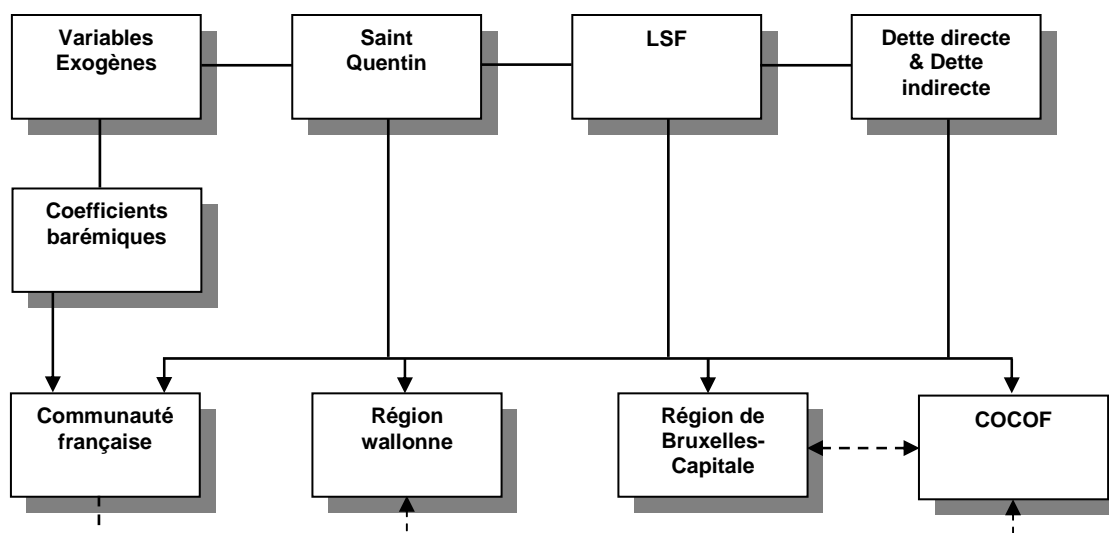 Variables
Exogènes
Saint
Quentin
LSF
Dette directe
& Dette
indirecte
Coefficients
barémiques
Communauté
française
Région
wallonne
Région de
Bruxelles-
Capitale
COCOF